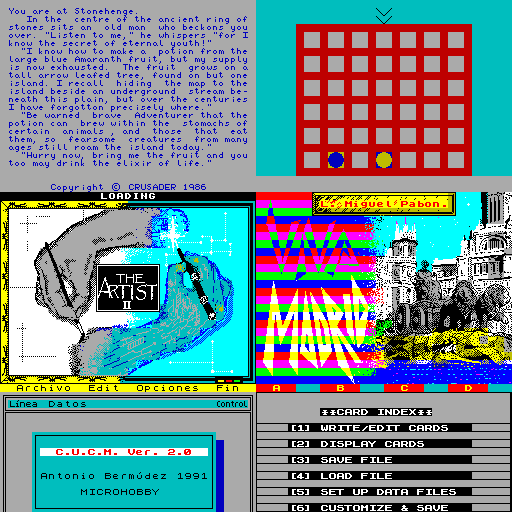 You are at Stonehenge.
In the centre of the ancient ring of
stones sits an old man who beckons you
over. "Listen to me," he whispers "for I
know the secret of eternal youth!"
"I know how to make a potion from the
large blue Amaranth fruit, but my supply
is now exhausted. The fruit grows on a
tall arrow leafed tree, found on but one
island. I recall hiding the map to the
island beside an underground stream be-
neath this plain, but over the centuries
I have forgotten precisely where."
"Be warned brave Adventurer that the
potion can brew within the stomachs of
certain animals, and those that eat
them, so fearsome creatures from many
ages still roam the island today."
"Hurry now, bring me the fruit and you
too may drink the elixir of life."
Copyright © CRUSADER 1986
LOADING
THE
ARTIST
II
Archivo Edit Opciones Fin
L. Miguel Pabon.
VIVA
MADRID
A B C D
Línea Datos Control
C.U.C.M. Ver. 2.0
Antonio Bermúdez 1991
MICROHOBBY
**CARD INDEX**
[1] WRITE/EDIT CARDS
[2] DISPLAY CARDS
[3] SAVE FILE
[4] LOAD FILE
[5] SET UP DATA FILES
[6] CUSTOMIZE & SAVE